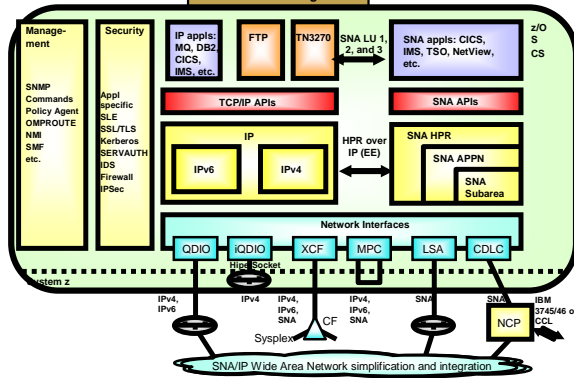 Manage-
ment
SNMP
Commands
Policy Agent
OMPROUTE
NMI
SMF
etc.
Security
Appl
specific
SLE
SSL/TLS
Kerberos
SERVAUTH
IDS
Firewall
IPSec
IP appls:
MQ, DB2,
CICS,
IMS, etc.
FTP
TN3270
SNA LU 1,
2, and 3
SNA appls: CICS,
IMS, TSO, NetView,
etc.
z/O
S
CS
TCP/IP APIs
SNA APIs
IP
IPv6
IPv4
HPR over
IP (EE)
SNA HPR
SNA APPN
SNA
Subarea
Network Interfaces
QDIO
iQDIO
XCF
MPC
LSA
CDLC
HiperSocket
System z
IPv4,
IPv6
IPv4
IPv4,
IPv6,
SNA
IPv4,
IPv6,
SNA
SNA
SNA
IBM
3745/46 o
CCL
CF
Sysplex
NCP
SNA/IP Wide Area Network simplification and integration